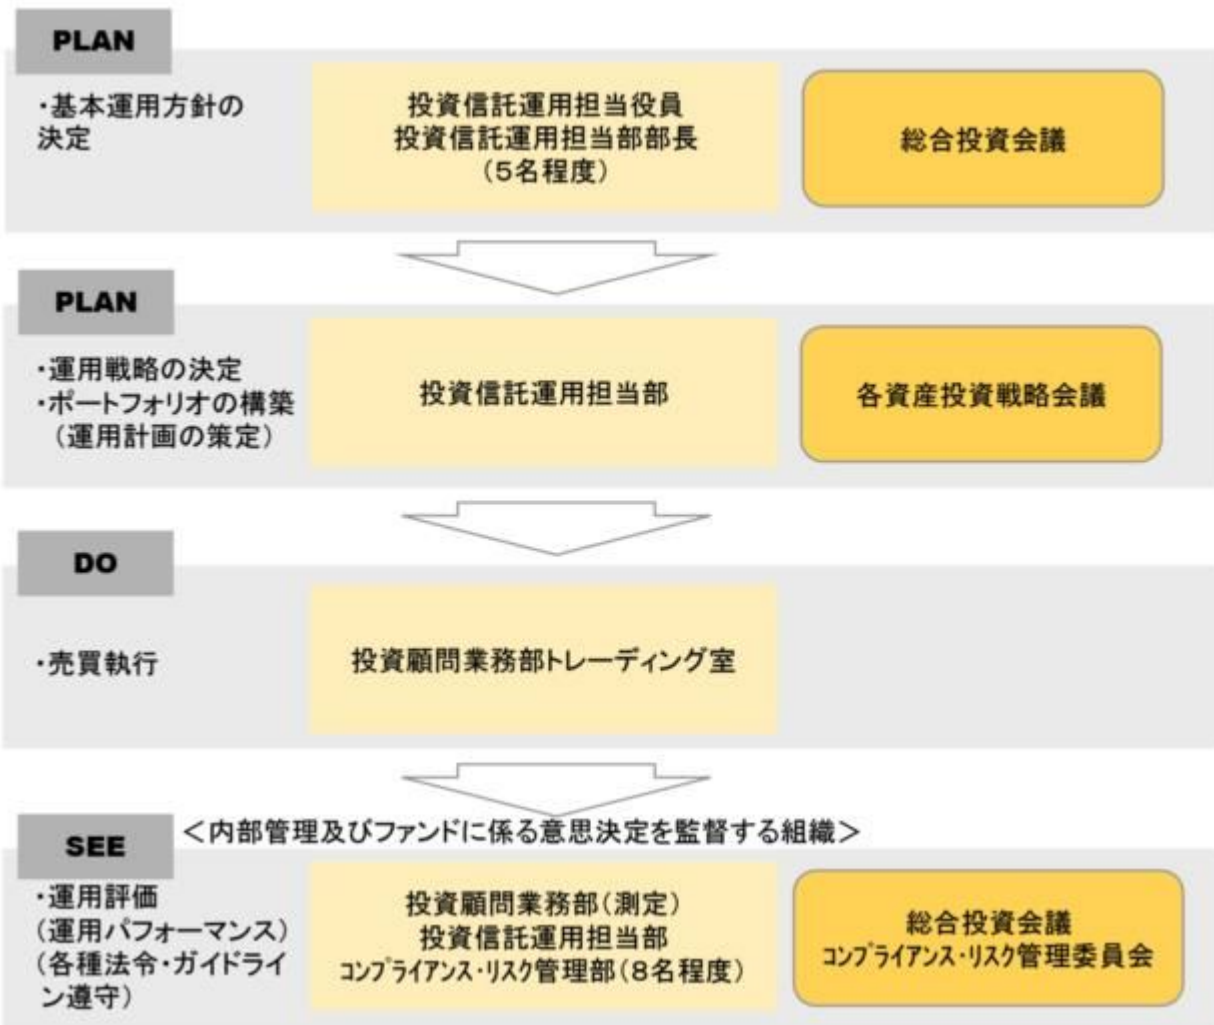 PLAN
・基本運用方針の
決定
投資信託運用担当役員
投資信託運用担当部部長
(5名程度)
総合投資会議
PLAN
・運用戦略の決定
・ポートフォリオの構築
(運用計画の策定)
投資信託運用担当部
各資産投資戦略会議
DO
・売買執行
投資顧問業務部トレーディング室
SEE
<内部管理及びファンドに係る意思決定を監督する組織>
・運用評価
(運用パフォーマンス)
(各種法令・ガイドライ
ン遵守)
投資顧問業務部(測定)
投資信託運用担当部
コンプライアンス・リスク管理部(8名程度)
総合投資会議
コンプライアンス・リスク管理委員会